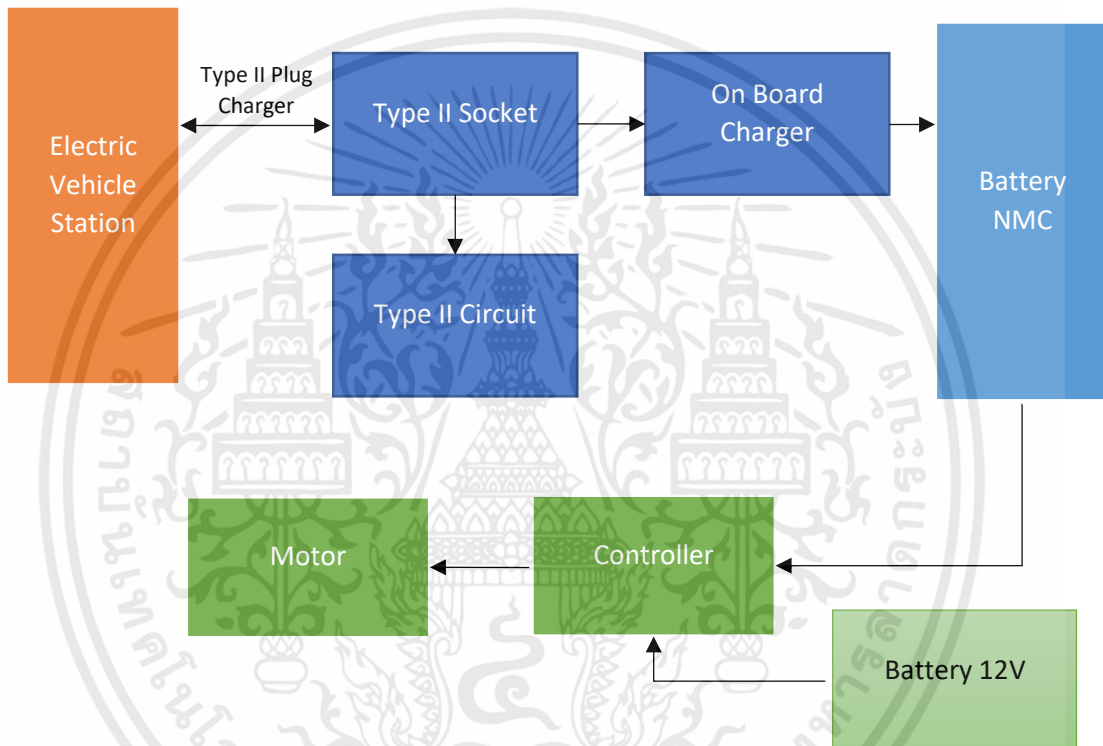 Type II Plug
Charger
Electric
Vehicle
Station
Type II Socket
On Board
Charger
Battery
NMC
Type II Circuit
Motor
Controller
Battery 12V